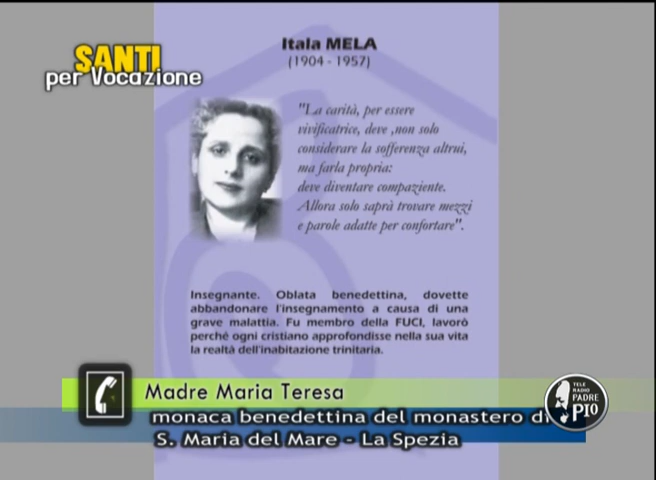 Itala MELA
(1904 - 1957)
SANTI
per Vocazione
"La carità, per essere
vivificatrice, deve ,non solo
considerare la sofferenza altrui,
ma farla propria:
deve diventare compaziente.
Allora solo saprà trovare mezzi
e parole adatte per confortare".
Insegnante. Oblata benedettina, dovette
abbandonare l'insegnamento a causa di una
grave malattia. Fu membro della FUCI, lavorò
perché ogni cristiano approfondisse nella sua vita
la realtà dell'inabitazione trinitaria.
Madre Maria Teresa
monaca benedettina del monastero di
S. Maria del Mare - La Spezia
TELE
RADIO
PADRE
PIO